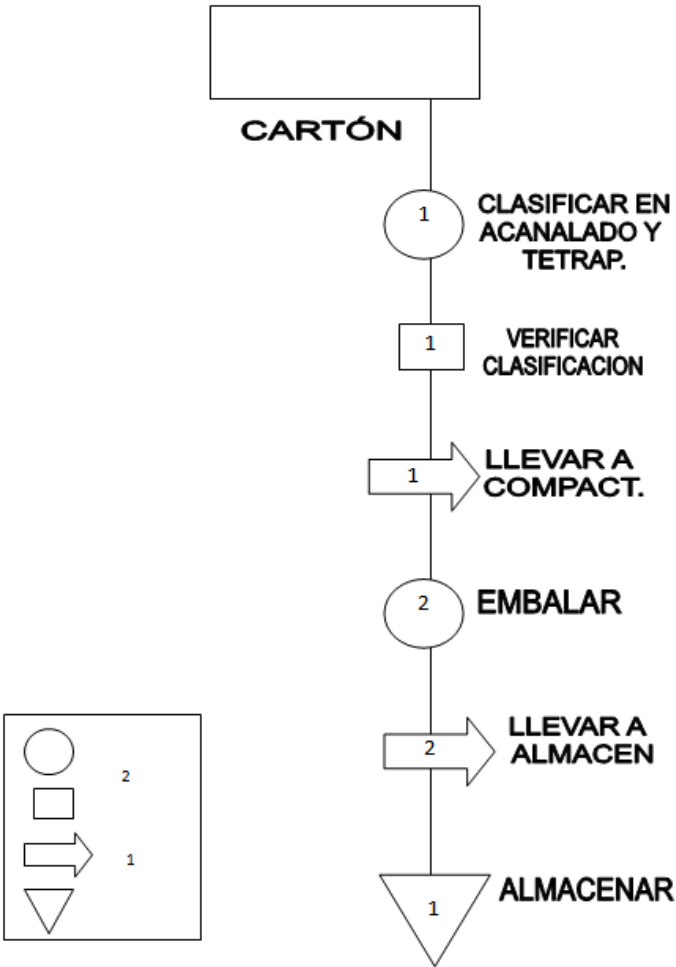 CARTÓN
1
CLASIFICAR EN
ACANALADO Y
TETRAP.
1
VERIFICAR
CLASIFICACION
1
LLEVAR A
COMPACT.
2
EMBALAR
2
LLEVAR A
ALMACEN
1
ALMACENAR
2
1